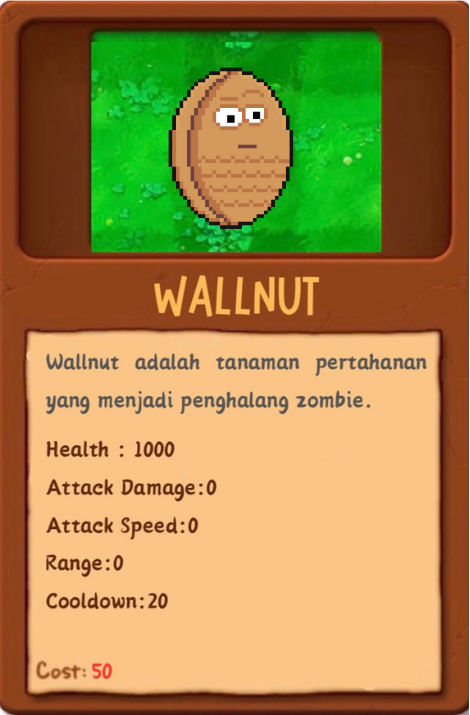 WALLNUT
Wallnut adalah tanaman pertahanan
yang menjadi penghalang zombie.
Health : 1000
Attack Damage:0
Attack Speed:0
Range:0
Cooldown:20
Cost: 50